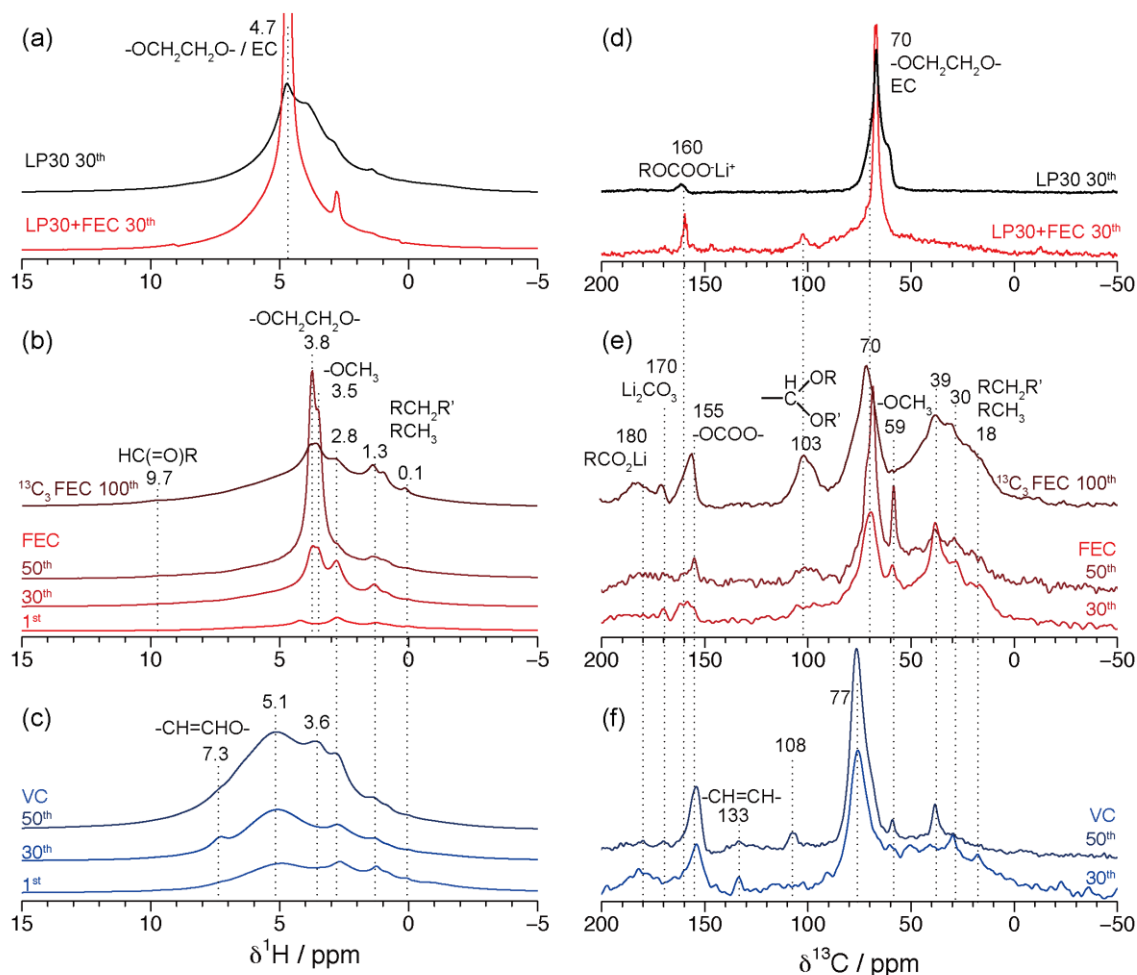 (a)
4.7
-OCH₂CH₂O- / EC
LP30 30ᵗʰ
LP30+FEC 30ᵗʰ
15 10 5 0 −5
(b)
-OCH₂CH₂O-
3.8
-OCH₃
3.5
2.8
RCH₂R'
RCH₃
1.3
0.1
HC(=O)R
9.7
¹³C₃ FEC 100ᵗʰ
FEC
50ᵗʰ
30ᵗʰ
1ˢᵗ
15 10 5 0 −5
(c)
5.1
3.6
-CH=CHO-
7.3
VC
50ᵗʰ
30ᵗʰ
1ˢᵗ
15 10 5 0 −5
δ¹H / ppm
(d)
70
-OCH₂CH₂O-
EC
160
ROCOO⁻Li⁺
LP30 30ᵗʰ
LP30+FEC 30ᵗʰ
200 150 100 50 0 −50
(e)
70
Li₂CO₃
170
155
-OCOO-
180
RCO₂Li
H
C
OR
OR'
103
-OCH₃
59
39
30
18
RCH₂R'
RCH₃
¹³C₃ FEC 100ᵗʰ
FEC
50ᵗʰ
30ᵗʰ
200 150 100 50 0 −50
(f)
77
108
-CH=CH-
133
VC
50ᵗʰ
30ᵗʰ
200 150 100 50 0 −50
δ¹³C / ppm